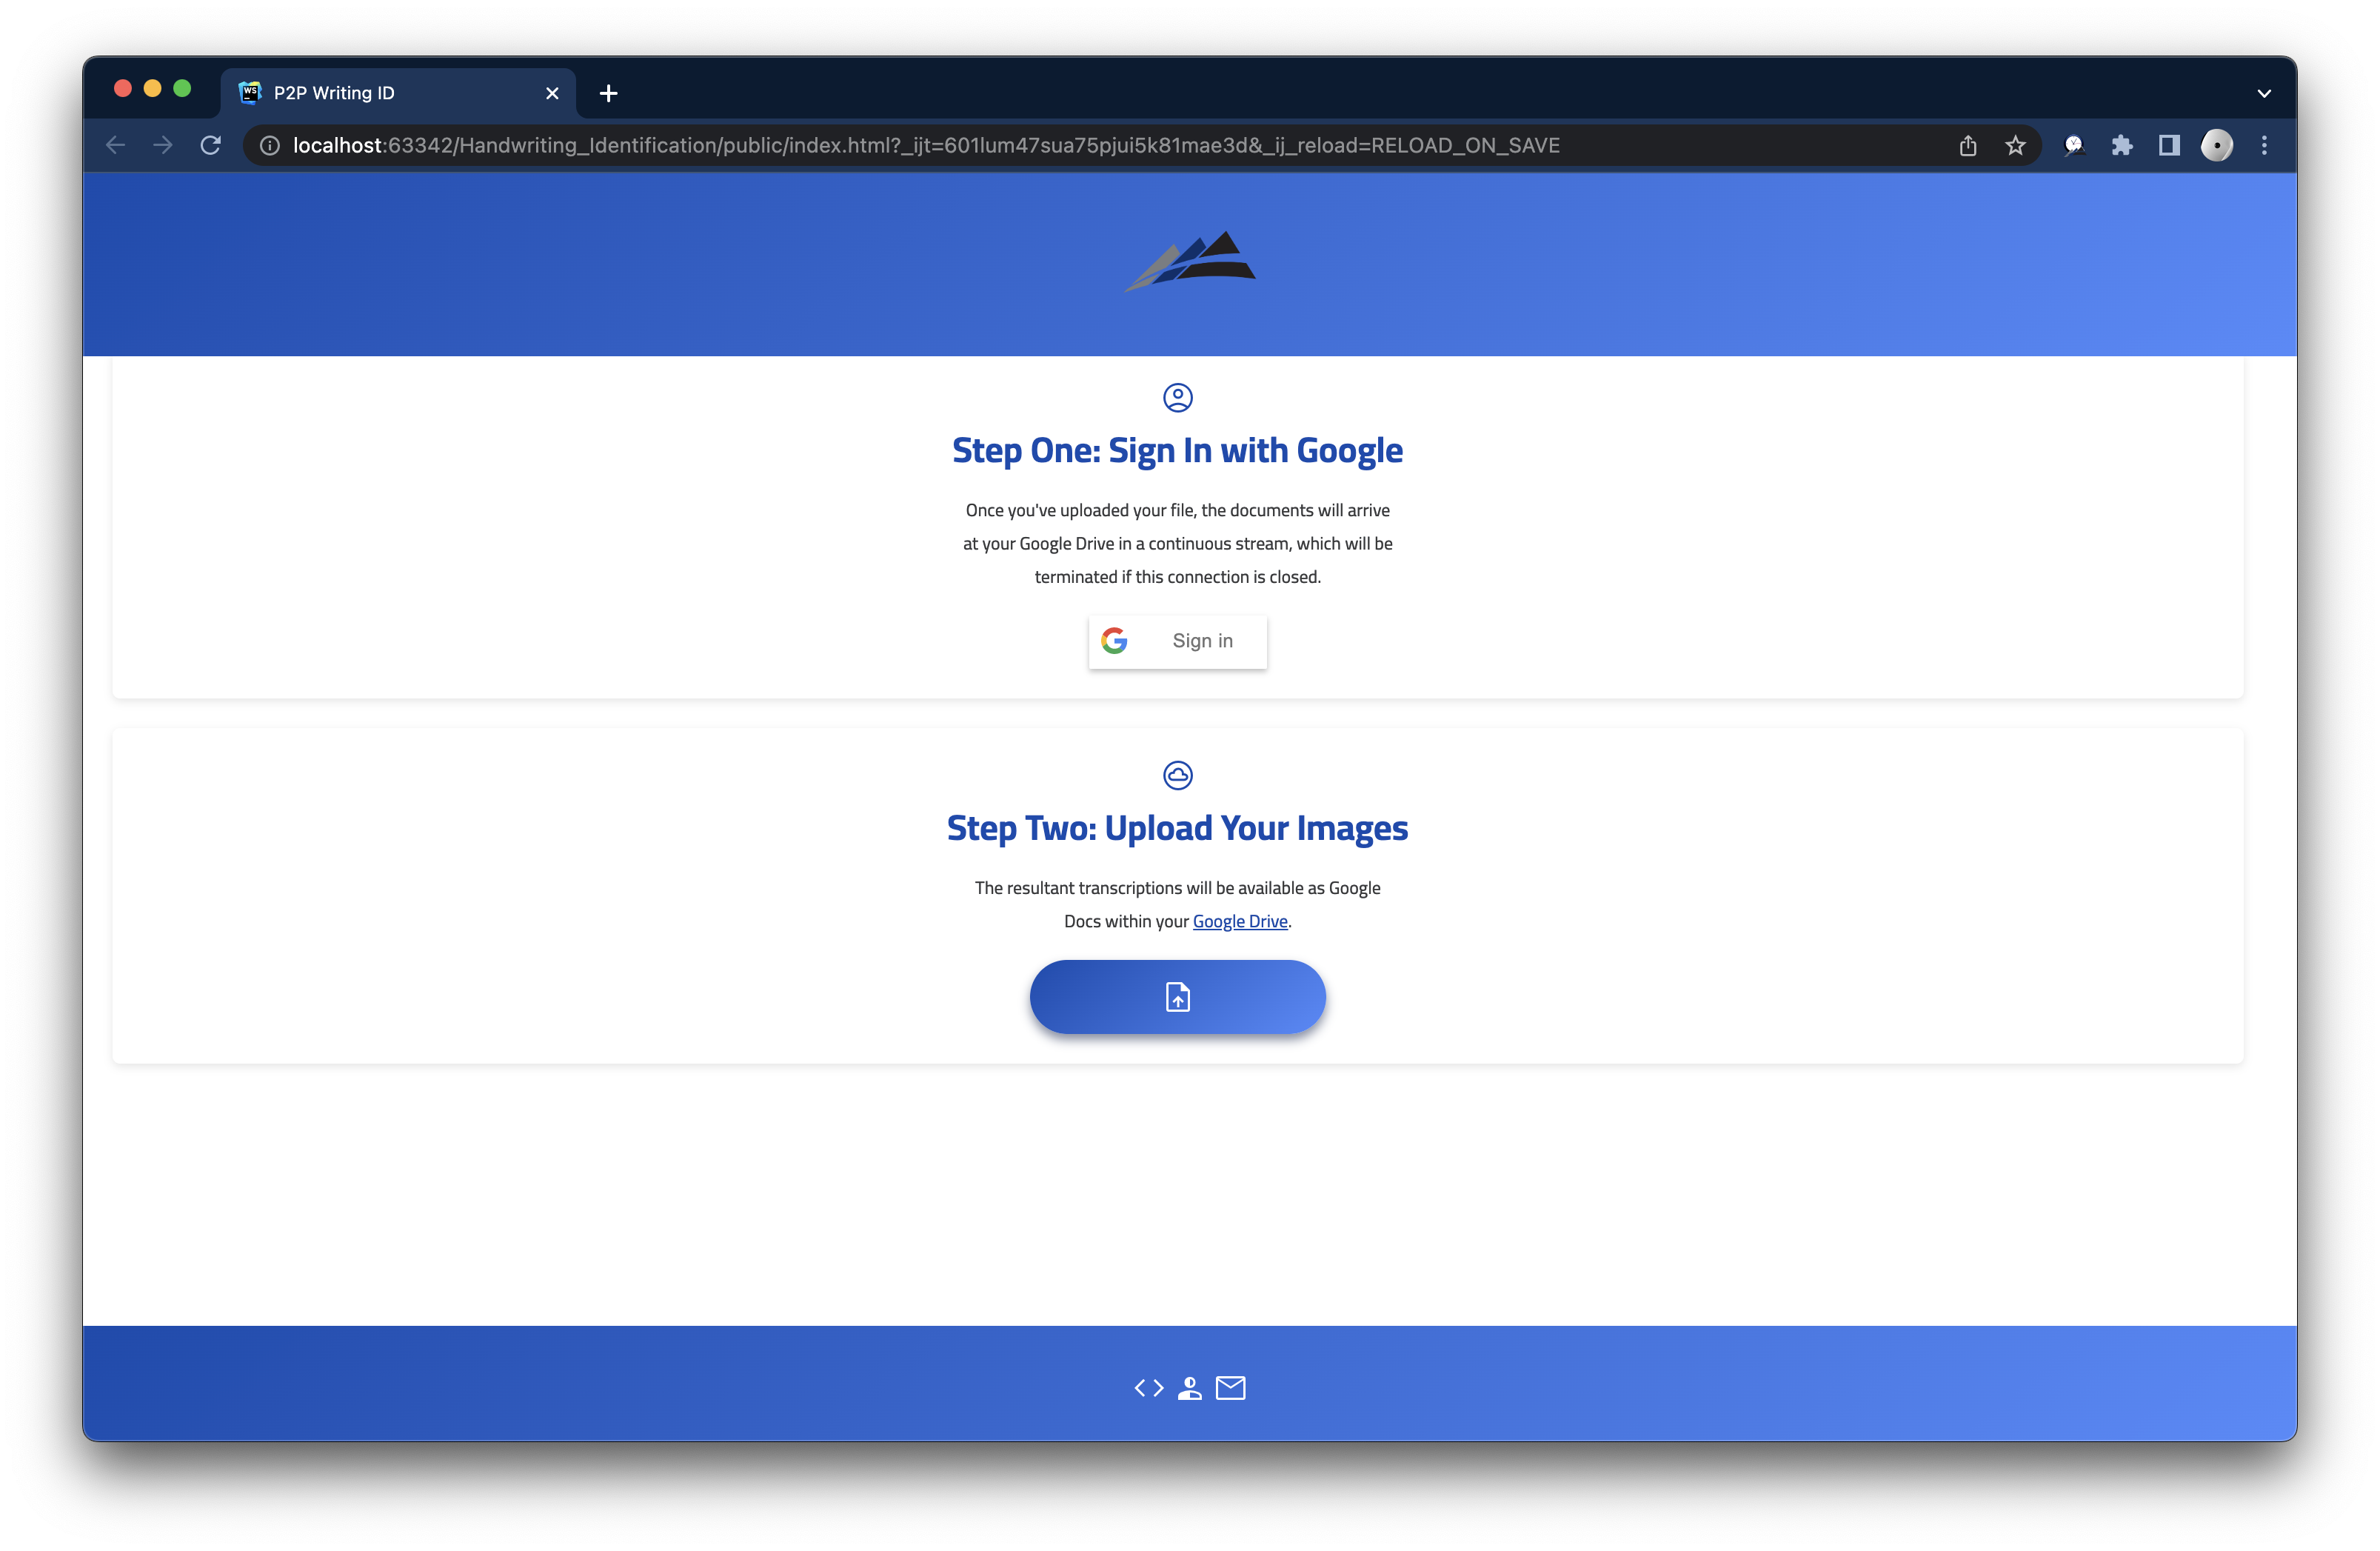 WS
P2P Writing ID
localhost:63342/Handwriting_Identification/public/index.html?_ijt=601lum47sua75pjui5k81mae3d&_ij_reload=RELOAD_ON_SAVE
Step One: Sign In with Google
Once you've uploaded your file, the documents will arrive
at your Google Drive in a continuous stream, which will be
terminated if this connection is closed.
Sign in
Step Two: Upload Your Images
The resultant transcriptions will be available as Google
Docs within your Google Drive.